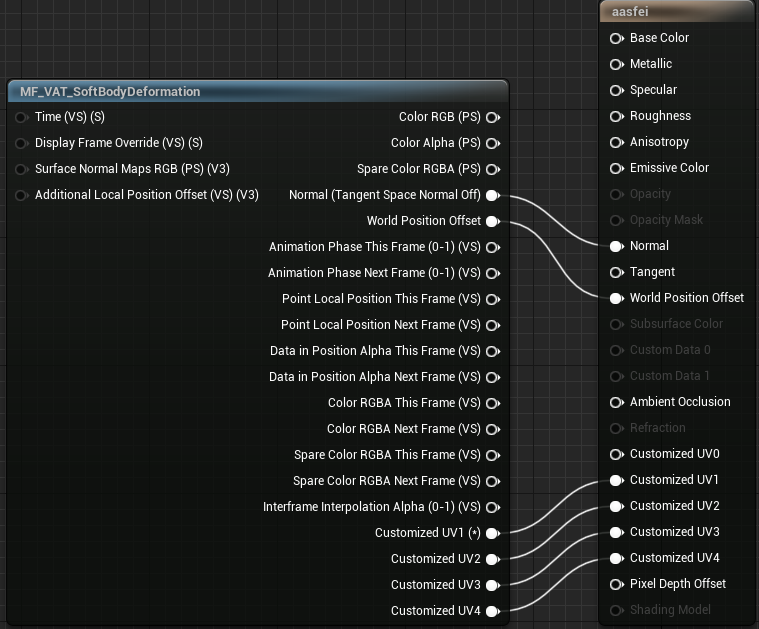 aasfei
Base Color
Metallic
Specular
MF_VAT_SoftBodyDeformation
Time (VS) (S)
Color RGB (PS)
Roughness
Display Frame Override (VS) (S)
Color Alpha (PS)
Anisotropy
Surface Normal Maps RGB (PS) (V3)
Spare Color RGBA (PS)
Emissive Color
Additional Local Position Offset (VS) (V3)
Normal (Tangent Space Normal Off)
Opacity
World Position Offset
Opacity Mask
Animation Phase This Frame (0-1) (VS)
Normal
Animation Phase Next Frame (0-1) (VS)
Tangent
Point Local Position This Frame (VS)
World Position Offset
Point Local Position Next Frame (VS)
Subsurface Color
Data in Position Alpha This Frame (VS)
Custom Data 0
Data in Position Alpha Next Frame (VS)
Custom Data 1
Color RGBA This Frame (VS)
Ambient Occlusion
Color RGBA Next Frame (VS)
Refraction
Spare Color RGBA This Frame (VS)
Customized UV0
Spare Color RGBA Next Frame (VS)
Customized UV1
Interframe Interpolation Alpha (0-1) (VS)
Customized UV2
Customized UV1 (*)
Customized UV3
Customized UV2
Customized UV4
Customized UV3
Pixel Depth Offset
Customized UV4
Shading Model